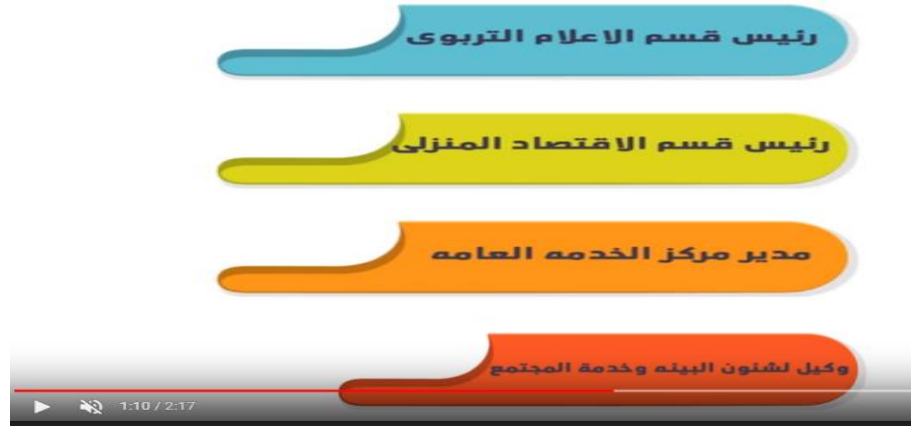 رئيس قسم الاعلام التربوى
رئيس قسم الاقتصاد المنزلى
مدير مركز الخدمه العامه
وكيل لشئون البيئه وخدمة المجتمع
1:10 / 2:17